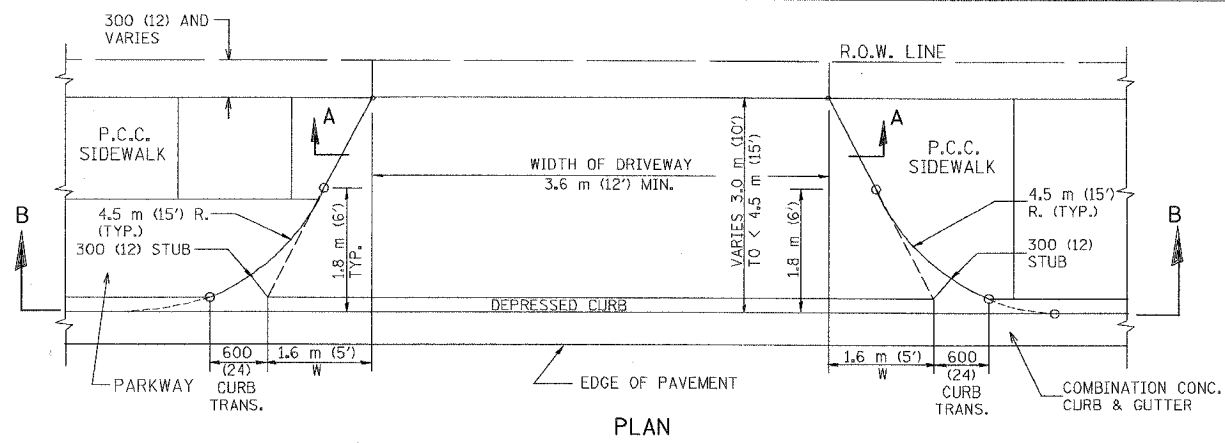 300 (12) AND
VARIES
R.O.W. LINE
A
A
P.C.C.
SIDEWALK
P.C.C.
SIDEWALK
WIDTH OF DRIVEWAY
3.6 m (12') MIN.
VARIES 3.0 m (10')
TO < 4.5 m (15')
B
B
4.5 m (15') R.
(TYP.)
300 (12) STUB
1.8 m (6')
TYP.
1.8 m (6')
4.5 m (15')
R. (TYP.)
300 (12)
STUB
DEPRESSED CURB
600
(24)
CURB
TRANS.
1.6 m (5')
W
1.6 m (5')
W
600
(24)
CURB
TRANS.
PARKWAY
EDGE OF PAVEMENT
COMBINATION CONC.
CURB & GUTTER
PLAN